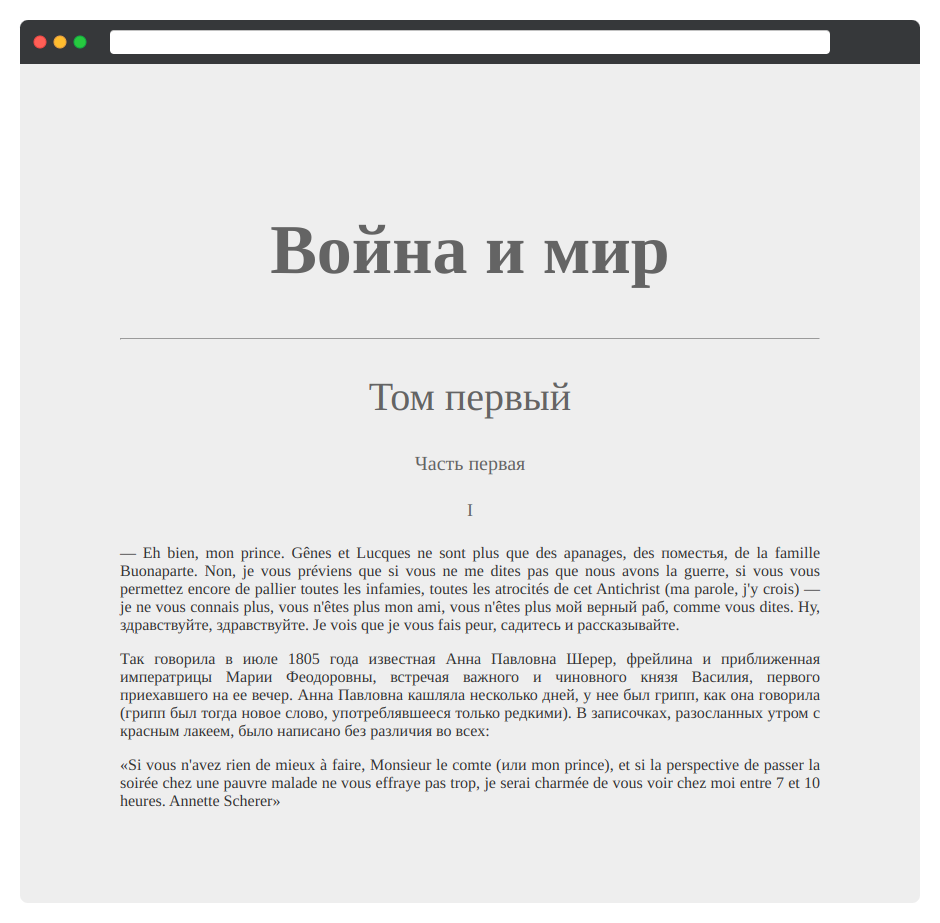 Война и мир
Том первый
Часть первая
I
— Eh bien, mon prince. Gênes et Lucques ne sont plus que des apanages, des поместья, de la famille
Buonaparte. Non, je vous préviens que si vous ne me dites pas que nous avons la guerre, si vous vous
permettez encore de pallier toutes les infamies, toutes les atrocités de cet Antichrist (ma parole, j'y crois) —
je ne vous connais plus, vous n'êtes plus mon ami, vous n'êtes plus мой верный раб, comme vous dites. Ну,
здравствуйте, здравствуйте. Je vois que je vous fais peur, садитесь и рассказывайте.
Так говорила в июле 1805 года известная Анна Павловна Шерер, фрейлина и приближенная
императрицы Марии Феодоровны, встречая важного и чиновного князя Василия, первого
приехавшего на ее вечер. Анна Павловна кашляла несколько дней, у нее был грипп, как она говорила
(грипп был тогда новое слово, употреблявшееся только редкими). В записочках, разосланных утром с
красным лакеем, было написано без различия во всех:
«Si vous n'avez rien de mieux à faire, Monsieur le comte (или mon prince), et si la perspective de passer la
soirée chez une pauvre malade ne vous effraye pas trop, je serai charmée de vous voir chez moi entre 7 et 10
heures. Annette Scherer»